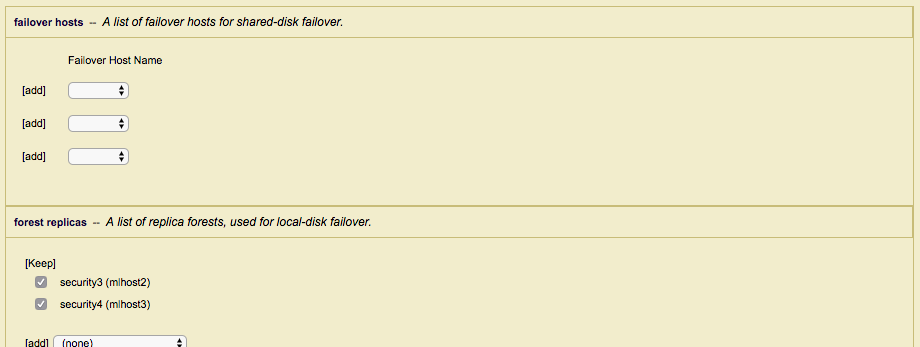 failover hosts -- A list of failover hosts for shared-disk failover.
Failover Host Name
[add]
[add]
[add]
forest replicas -- A list of replica forests, used for local-disk failover.
[Keep]
security3 (mlhost2)
security4 (mlhost3)
[add] (none)